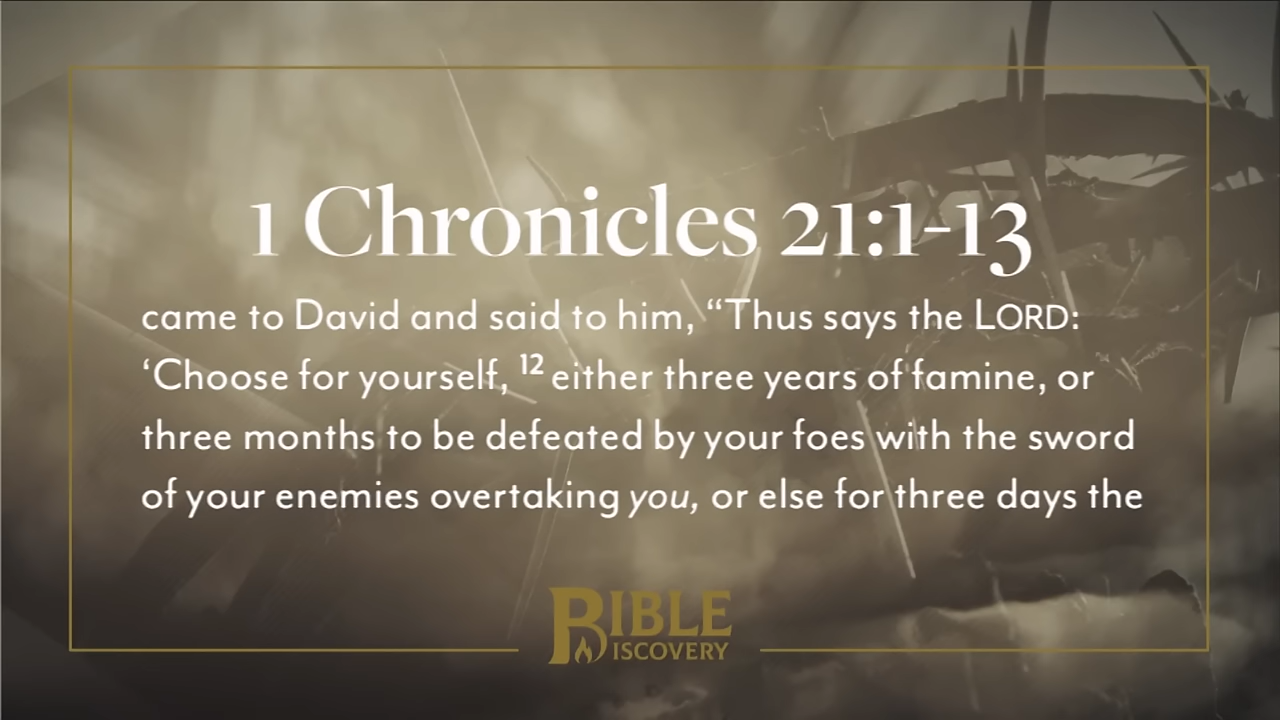 1 Chronicles 21:1-13
came to David and said to him, “Thus says the LORD:
‘Choose for yourself, 12 either three years of famine, or
three months to be defeated by your foes with the sword
of your enemies overtaking you, or else for three days the
BIBLE
DISCOVERY